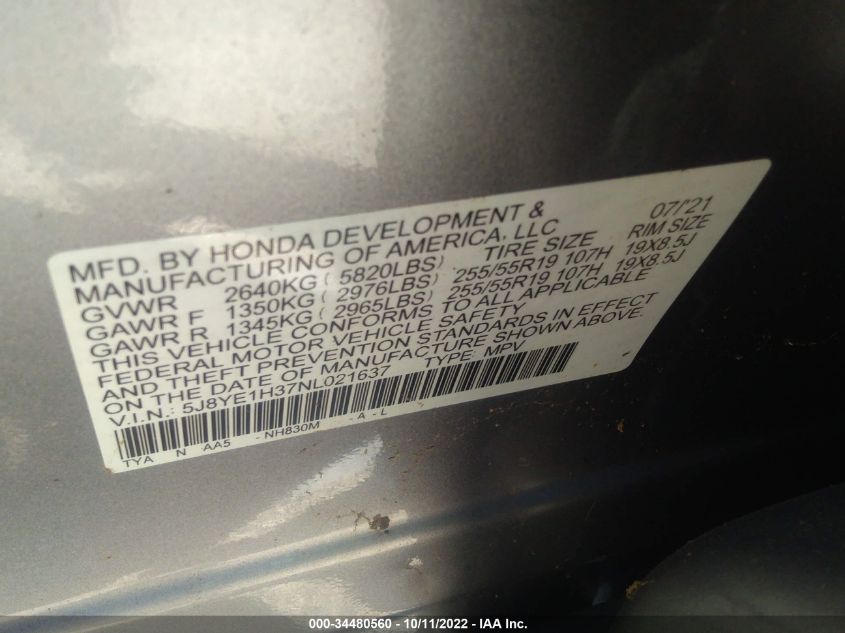 MFD. BY HONDA DEVELOPMENT & 07/'21
MANUFACTURING OF AMERICA, LLC TIRE SIZE RIM SIZE
GVWR 2640KG ( 5820LBS)
GAWR F 1350KG ( 2976LBS) 255/55R19 107H 19X8.5J
GAWR R 1345KG ( 2965LBS) 255/55R19 107H 19X8.5J
THIS VEHICLE CONFORMS TO ALL APPLICABLE
FEDERAL MOTOR VEHICLE SAFETY
AND THEFT PREVENTION STANDARDS IN EFFECT
ON THE DATE OF MANUFACTURE SHOWN ABOVE.
V.I.N.: 5J8YE1H37NL021637 TYPE: MPV
TYA N AA5 -NH830M -A-L
000-34480560 - 10/11/2022 - IAA Inc.